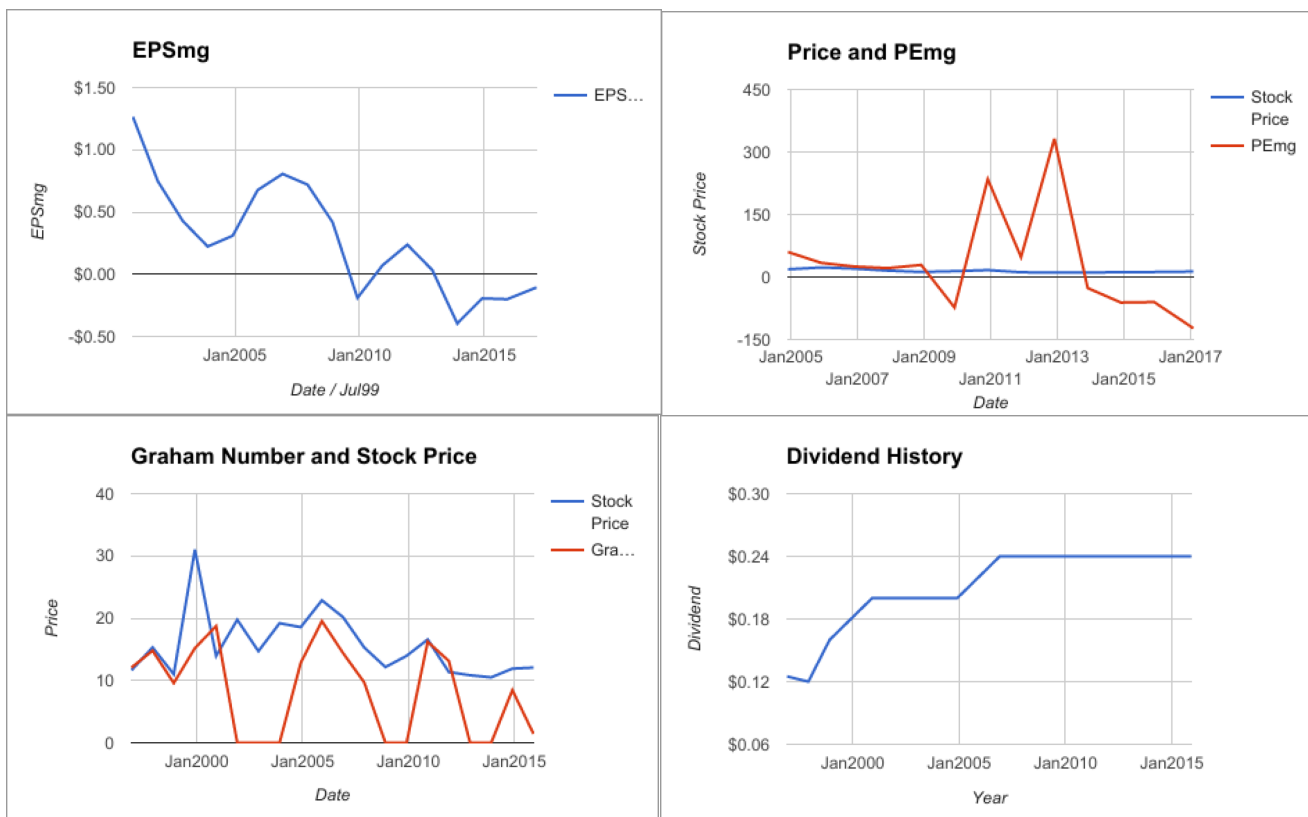 EPSmg
$1.50
$1.00
$0.50
$0.00
-$0.50
EPSmg
Jan2005
Jan2010
Jan2015
Date / Jul99
EPS…
Price and PEmg
450
300
150
0
-150
Stock Price
Jan2005
Jan2009
Jan2013
Jan2017
Jan2007
Jan2011
Jan2015
Date
Stock
Price
PEmg
Graham Number and Stock Price
40
30
20
10
0
Price
Jan2000
Jan2005
Jan2010
Jan2015
Date
Stock
Price
Gra…
Dividend History
$0.30
$0.24
$0.18
$0.12
$0.06
Dividend
Jan2000
Jan2005
Jan2010
Jan2015
Year